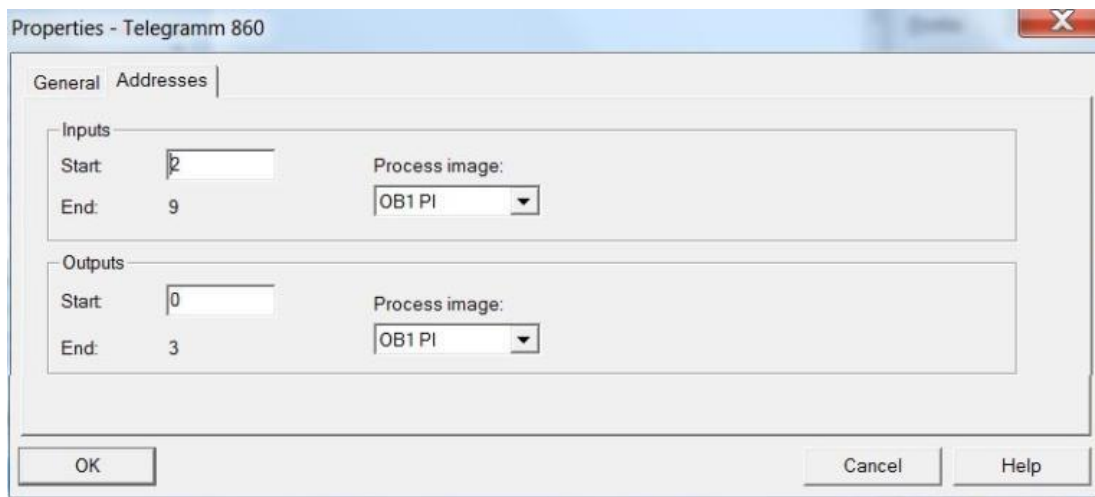 Properties - Telegramm 860
General Addresses
Inputs
Start: 2 Process image:
End: 9 OB1 PI
Outputs
Start: 0 Process image:
End: 3 OB1 PI
OK Cancel Help